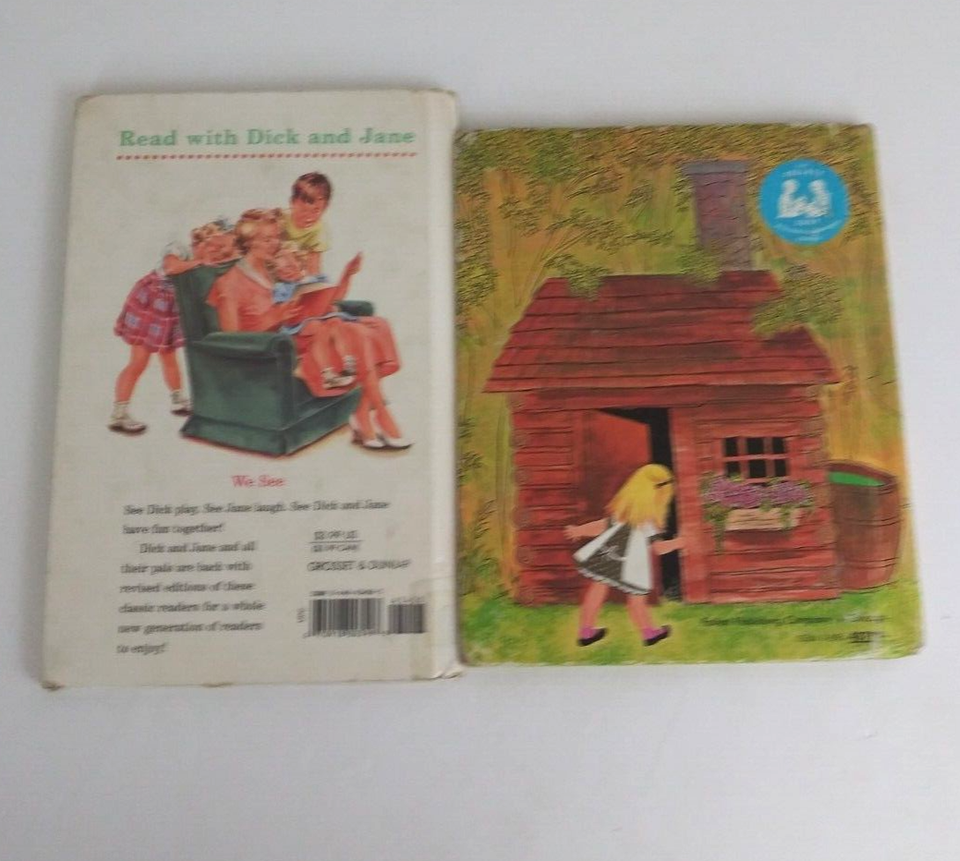 Read with Dick and Jane
We See
See Dick play. See Jane laugh. See Dick and Jane
have fun together!
Dick and Jane and all
their pals are back with
revised editions of these
classic readers for a whole
new generation of readers
to enjoy!
GROSSET & DUNLAP